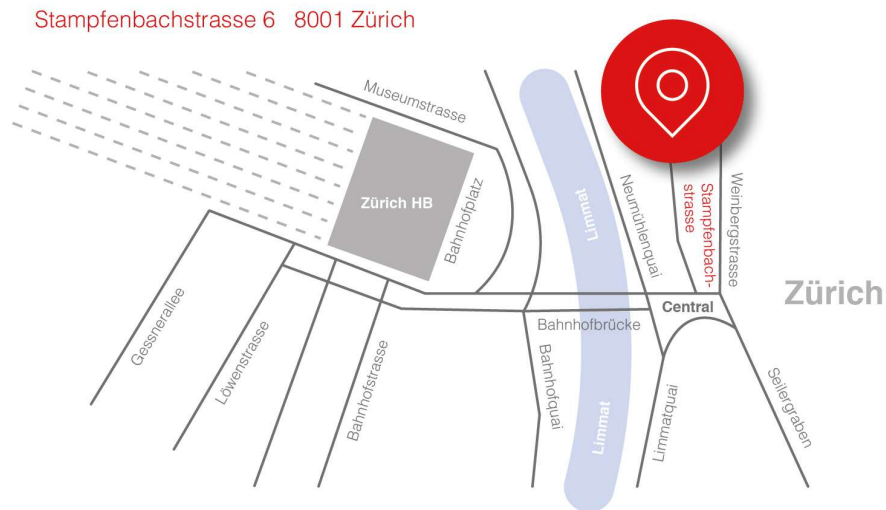 Stampfenbachstrasse 6 8001 Zürich
Museumstrasse
Zürich HB
Bahnhofplatz
Limmat
Neumühlenquai
Stampfenbach-
strasse
Weinbergstrasse
Zürich
Central
Bahnhofbrücke
Gessnerallee
Löwenstrasse
Bahnhofstrasse
Bahnhofquai
Limmat
Limmatquai
Seilergraben